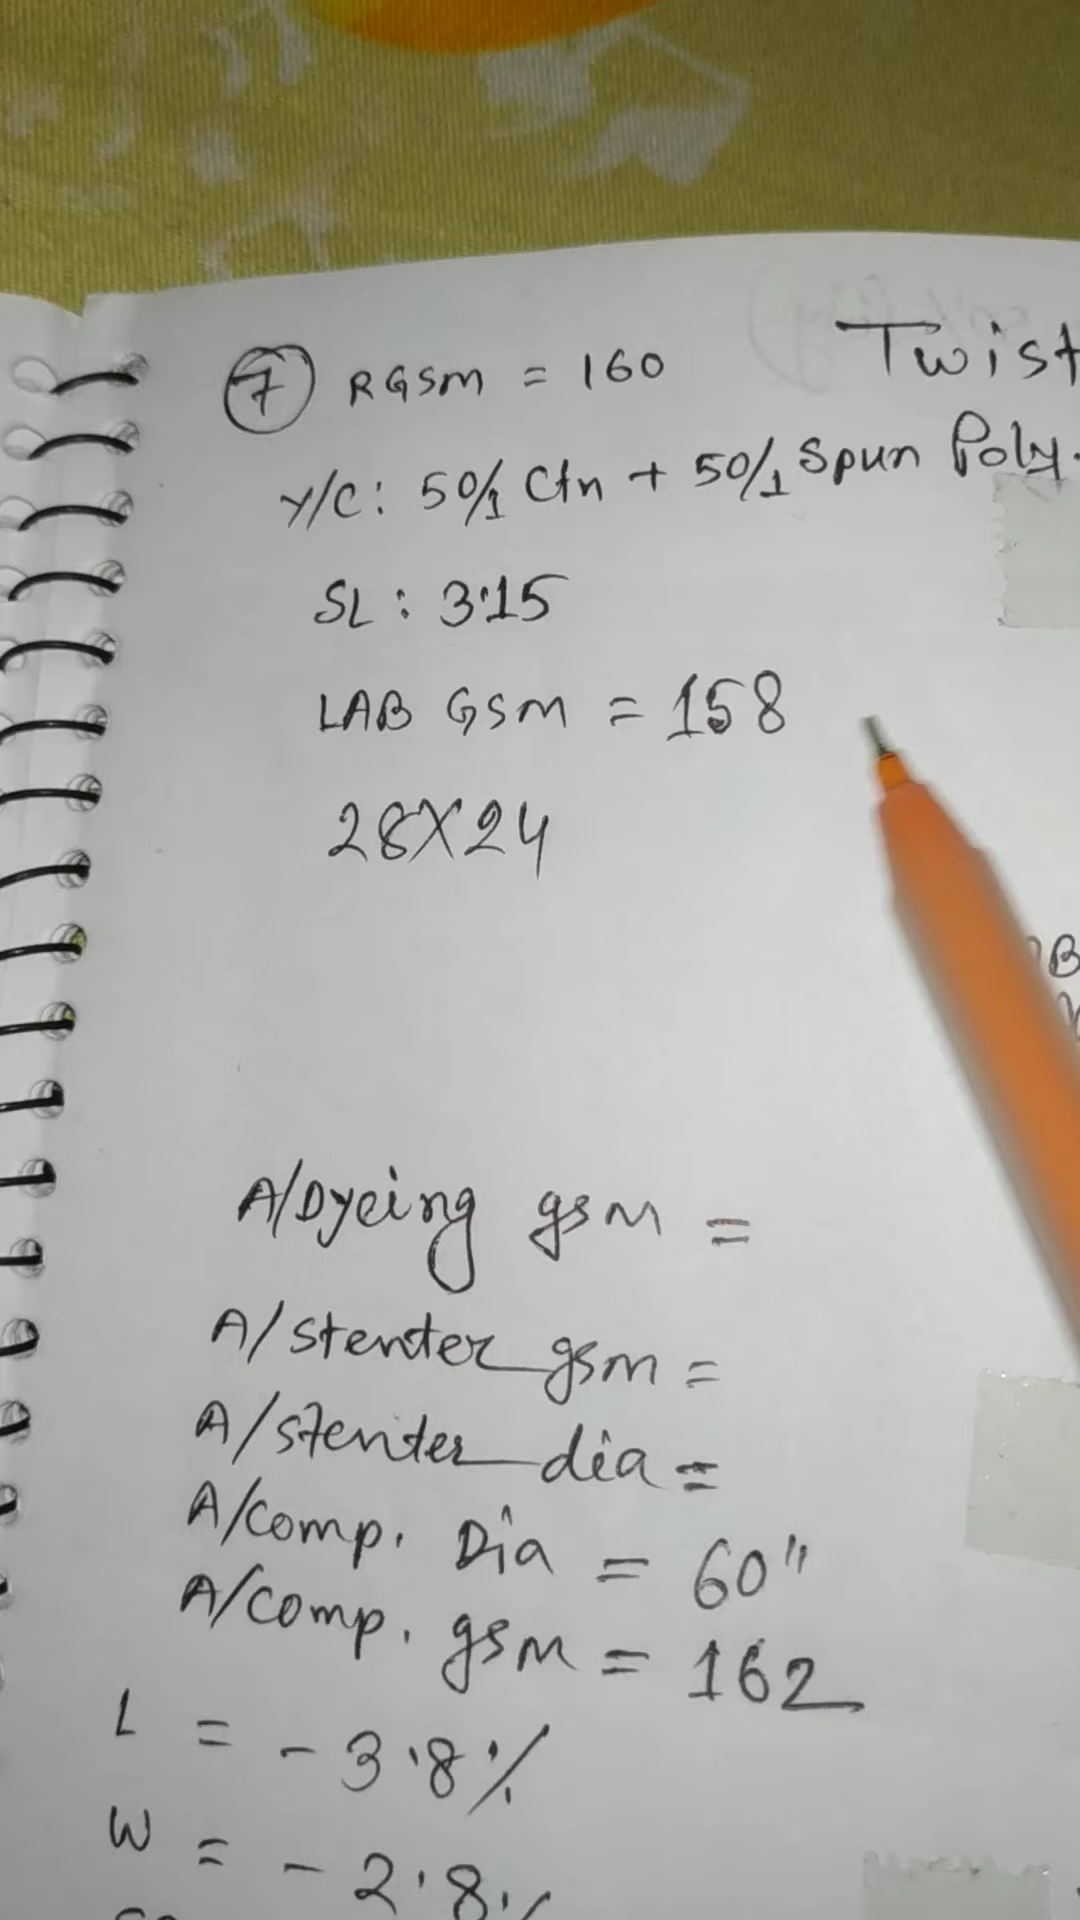 7 RGSM = 160 Twist
Y/C: 50/1 Ctn + 50/1 Spun Poly.
SL: 3.15
LAB GSM = 158
28X24
A/Dyeing gsm =
A/stenter gsm =
A/stenter dia =
A/comp. Dia = 60"
A/comp. gsm = 162
L = -3.8%
W = -2.8%